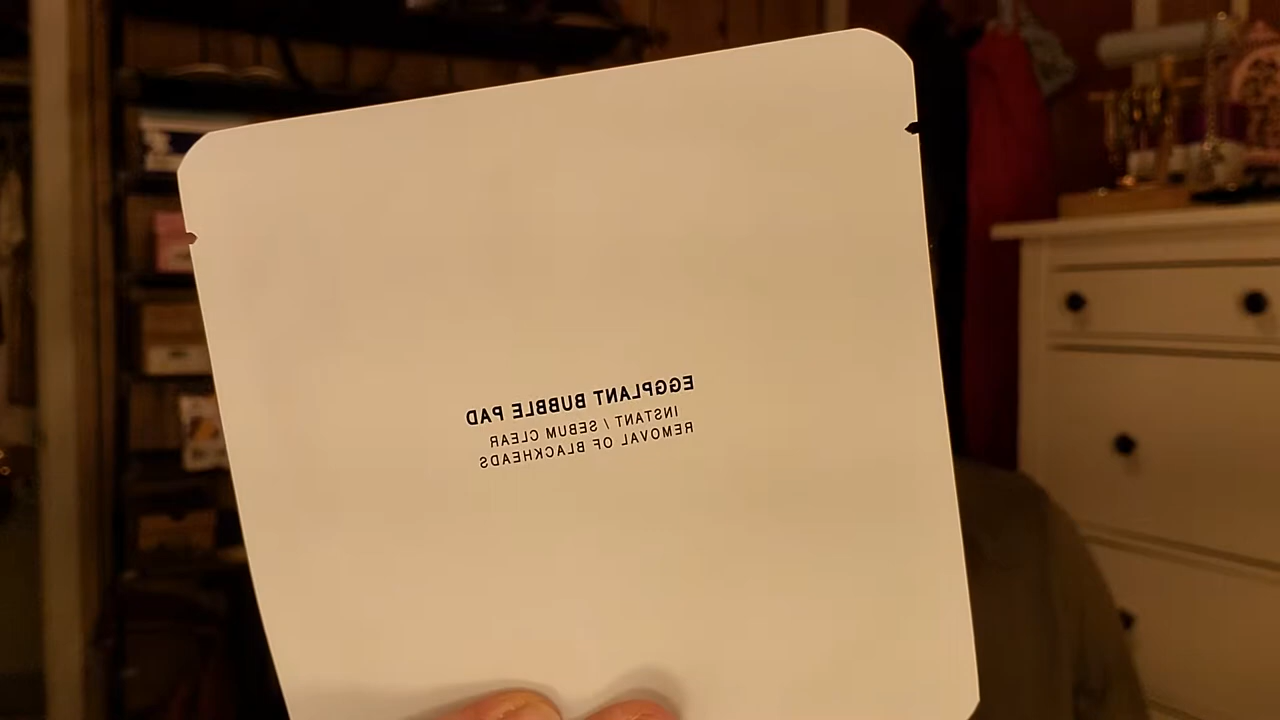 EGGPLANT BUBBLE PAD
INSTANT / SEBUM CLEAR
REMOVAL OF BLACKHEADS